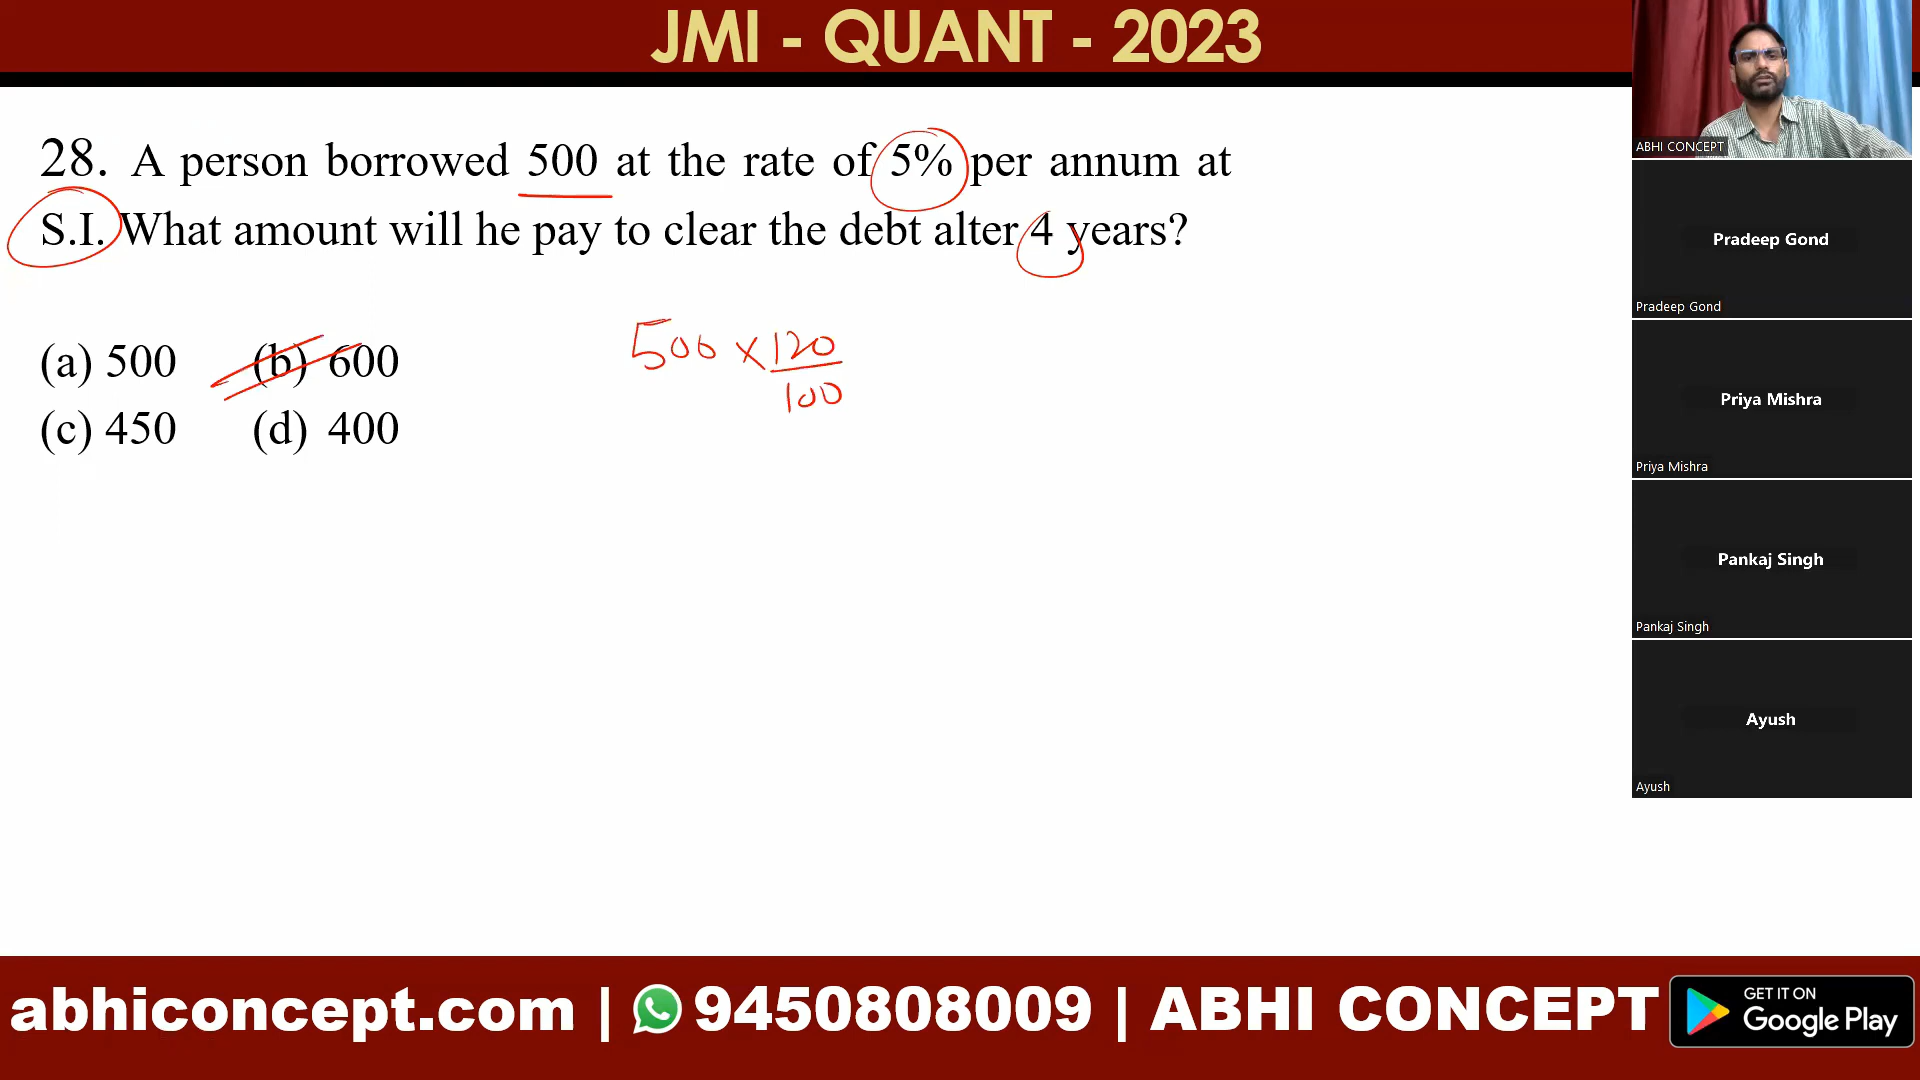 JMI - QUANT - 2023
28. A person borrowed 500 at the rate of 5% per annum at
S.I. What amount will he pay to clear the debt alter 4 years?
(a) 500 (b) 600
(c) 450 (d) 400
500 × 120
100
ABHI CONCEPT
Pradeep Gond
Pradeep Gond
Priya Mishra
Priya Mishra
Pankaj Singh
Pankaj Singh
Ayush
Ayush
abhiconcept.com | 9450808009 | ABHI CONCEPT
GET IT ON
Google Play